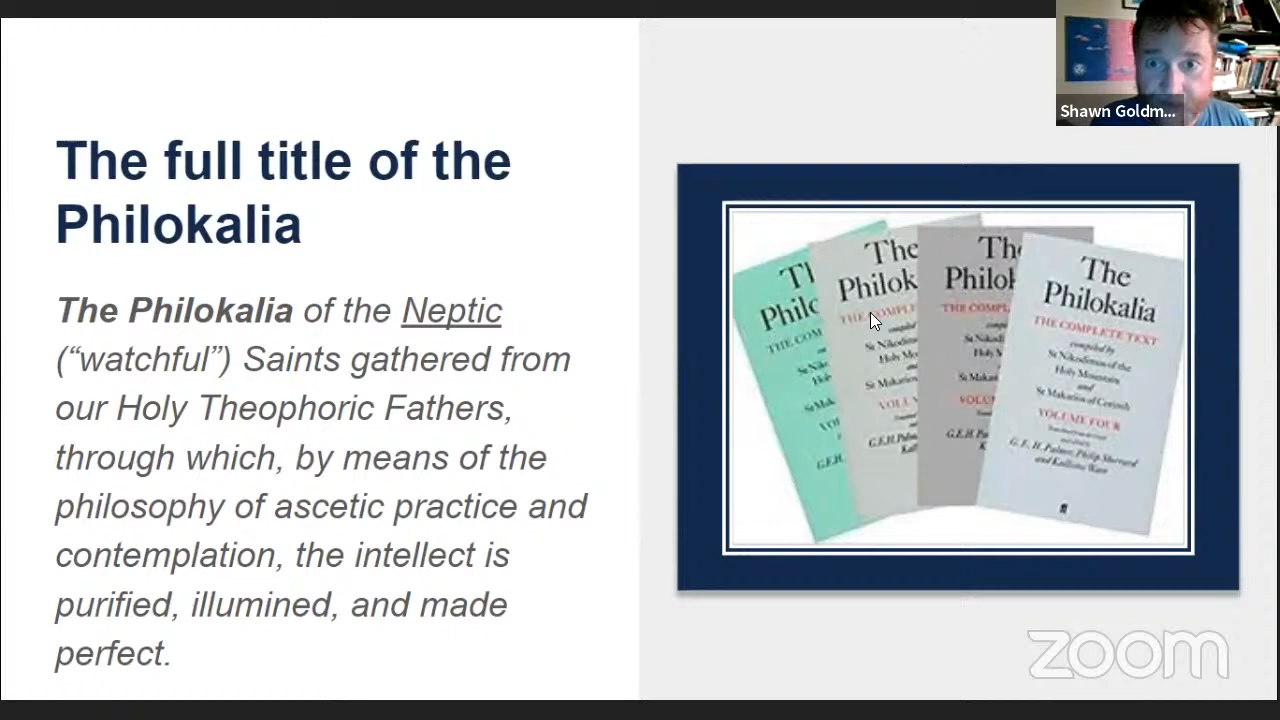 Shawn Goldm...
The full title of the
Philokalia
The Philokalia of the Neptic
(“watchful”) Saints gathered from
our Holy Theophoric Fathers,
through which, by means of the
philosophy of ascetic practice and
contemplation, the intellect is
purified, illumined, and made
perfect.
The
Philokalia
THE COMPLETE TEXT
compiled by
St Nikodimos of the
Holy Mountain
and
St Makarios of Corinth
VOLUME FOUR
G. E. H. Palmer, Philip Sherrard
and Kallistos Ware
The
zoom